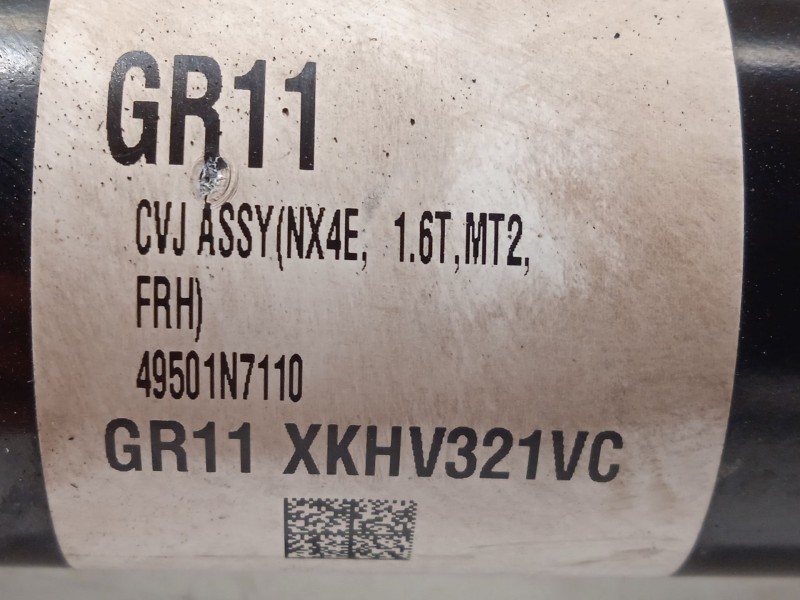 GR11
CVJ ASSY(NX4E, 1.6T,MT2,
FRH)
49501N7110
GR11 XKHV321VC